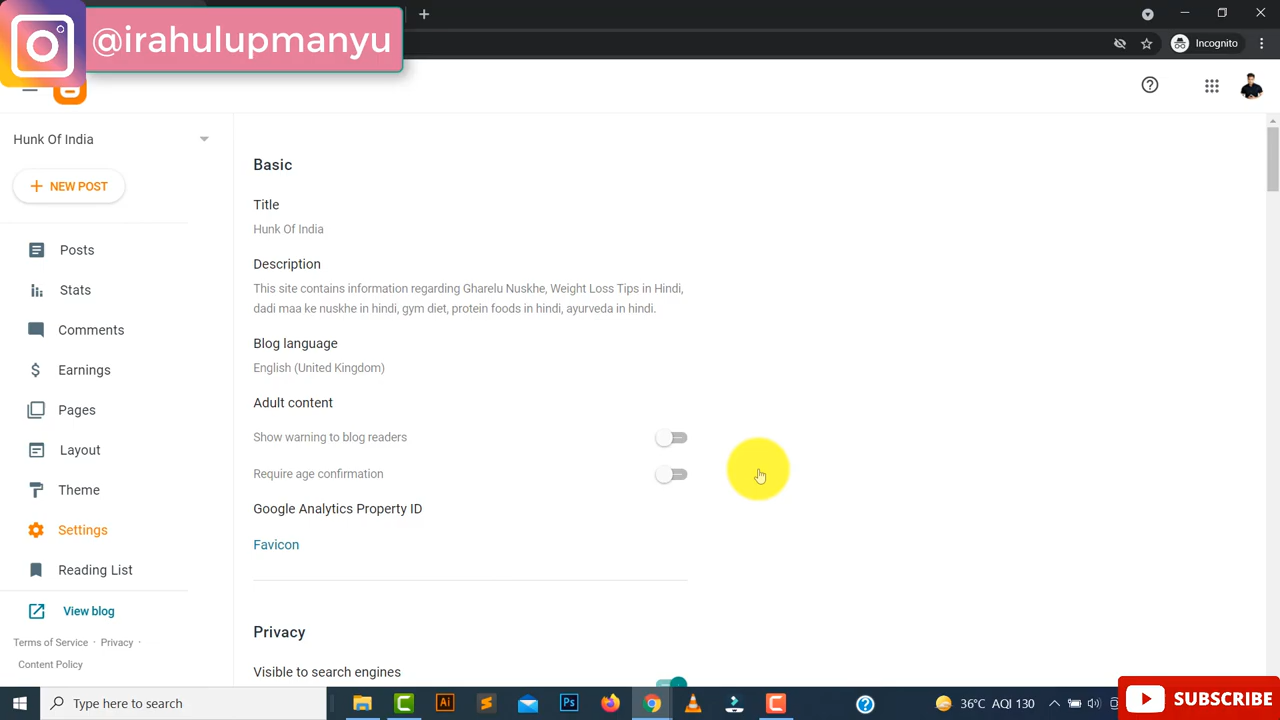 @irahulupmanyu
Incognito
Hunk Of India
NEW POST
Posts
Stats
Comments
Earnings
Pages
Layout
Theme
Settings
Reading List
View blog
Terms of Service · Privacy ·
Content Policy
Basic
Title
Hunk Of India
Description
This site contains information regarding Gharelu Nuskhe, Weight Loss Tips in Hindi,
dadi maa ke nuskhe in hindi, gym diet, protein foods in hindi, ayurveda in hindi.
Blog language
English (United Kingdom)
Adult content
Show warning to blog readers
Require age confirmation
Google Analytics Property ID
Favicon
Privacy
Visible to search engines
Type here to search
Ai
Ps
36°C AQI 130
SUBSCRIBE